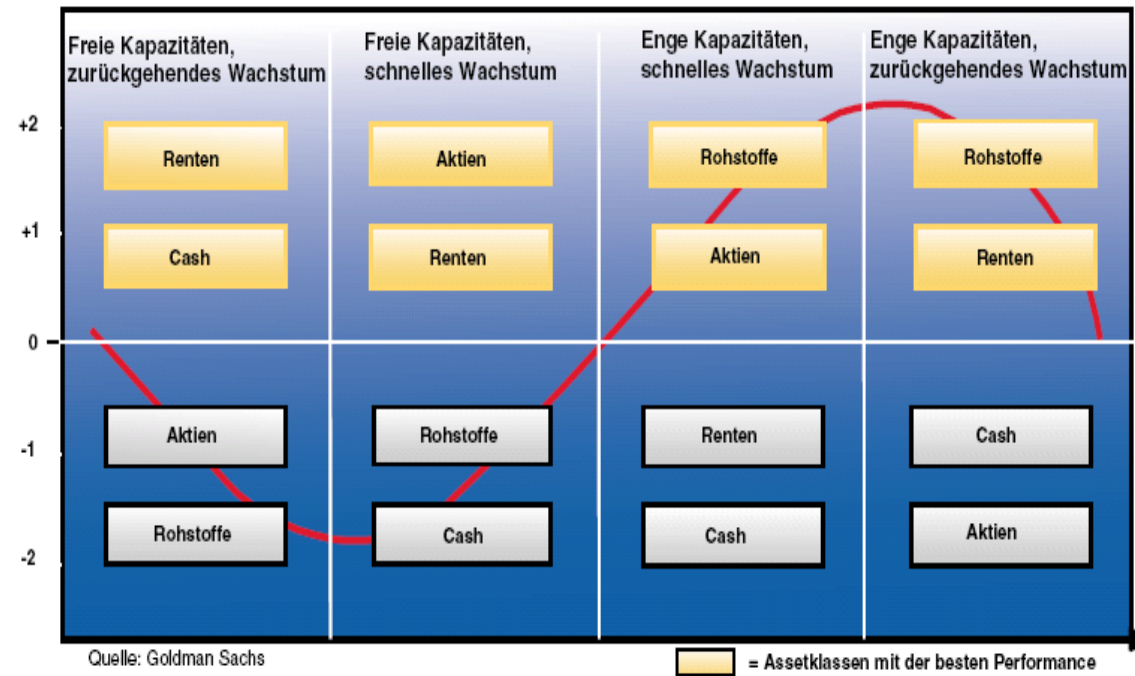 Freie Kapazitäten,
zurückgehendes Wachstum
Freie Kapazitäten,
schnelles Wachstum
Enge Kapazitäten,
schnelles Wachstum
Enge Kapazitäten,
zurückgehendes Wachstum
+2
Renten
Aktien
Rohstoffe
Rohstoffe
+1
Cash
Renten
Aktien
Renten
0
-1
Aktien
Rohstoffe
Renten
Cash
-2
Rohstoffe
Cash
Cash
Aktien
Quelle: Goldman Sachs
= Assetklassen mit der besten Performance